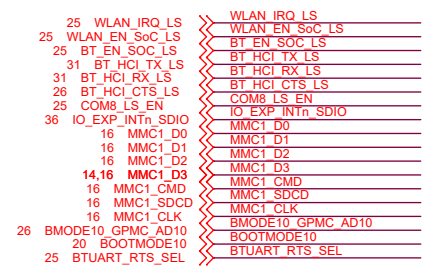 25 WLAN_IRQ_LS WLAN_IRQ_LS
25 WLAN_EN_SoC_LS WLAN_EN_SoC_LS
25 BT_EN_SOC_LS BT_EN_SOC_LS
31 BT_HCI_TX_LS BT_HCI_TX_LS
31 BT_HCI_RX_LS BT_HCI_RX_LS
26 BT_HCI_CTS_LS BT_HCI_CTS_LS
25 COM8_LS_EN COM8_LS_EN
36 IO_EXP_INTn_SDIO IO_EXP_INTn_SDIO
16 MMC1_D0 MMC1_D0
16 MMC1_D1 MMC1_D1
16 MMC1_D2 MMC1_D2
14,16 MMC1_D3 MMC1_D3
16 MMC1_CMD MMC1_CMD
16 MMC1_SDCD MMC1_SDCD
16 MMC1_CLK MMC1_CLK
26 BMODE10_GPMC_AD10 BMODE10_GPMC_AD10
20 BOOTMODE10 BOOTMODE10
25 BTUART_RTS_SEL BTUART_RTS_SEL